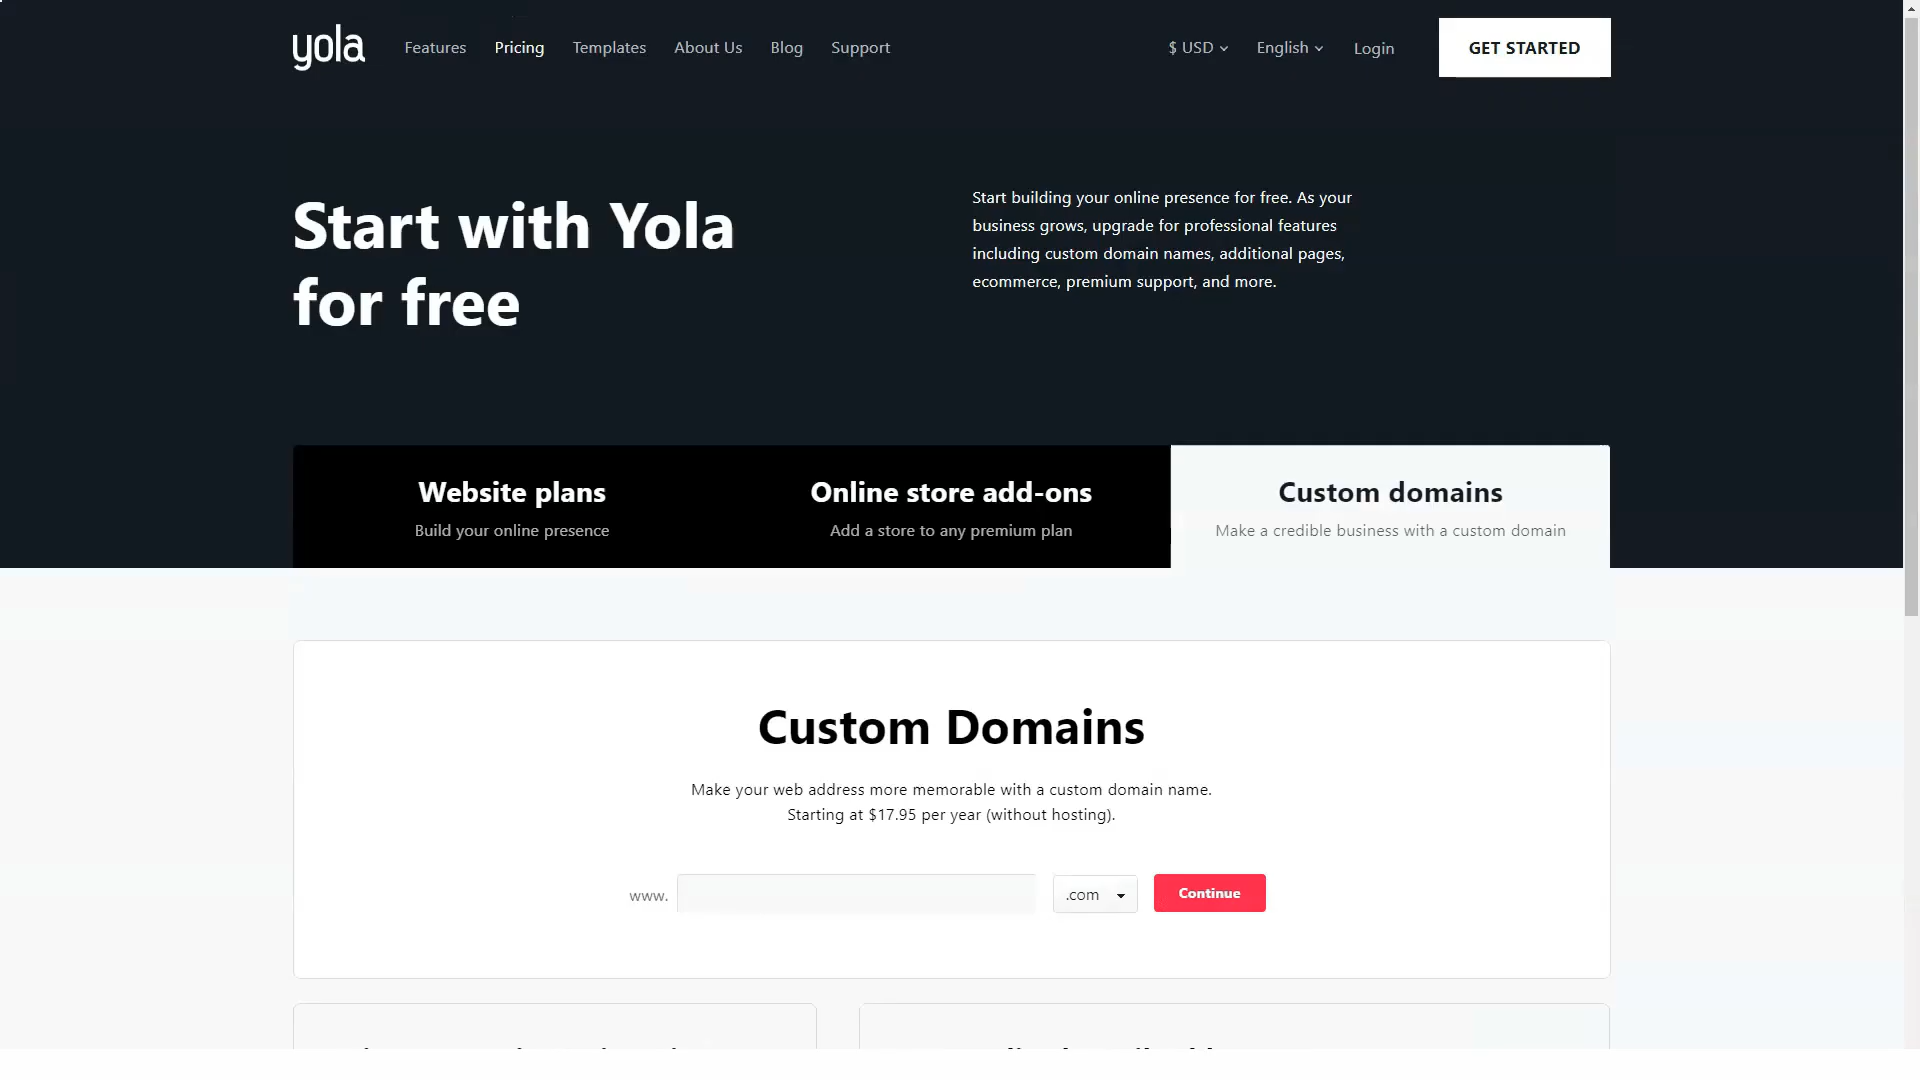 yola
Features
Pricing
Templates
About Us
Blog
Support
$ USD
English
Login
GET STARTED
Start with Yola
for free
Start building your online presence for free. As your
business grows, upgrade for professional features
including custom domain names, additional pages,
ecommerce, premium support, and more.
Website plans
Build your online presence
Online store add-ons
Add a store to any premium plan
Custom domains
Make a credible business with a custom domain
Custom Domains
Make your web address more memorable with a custom domain name.
Starting at $17.95 per year (without hosting).
www.
.com
Continue